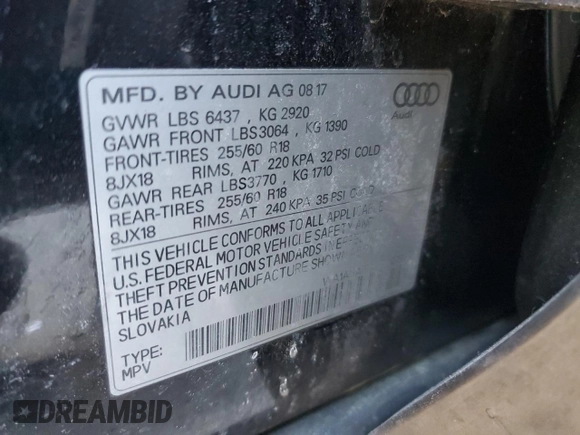 MFD. BY AUDI AG 08 17
Audi
GVWR LBS 6437 , KG 2920
GAWR FRONT LBS3064 , KG 1390
FRONT-TIRES 255/60 R18
8JX18 RIMS, AT 220 KPA 32 PSI COLD
GAWR REAR LBS3770 , KG 1710
REAR-TIRES 255/60 R18
8JX18 RIMS, AT 240 KPA 35 PSI
THIS VEHICLE CONFORMS TO ALL
U.S. FEDERAL MOTOR VEHICLE SAFETY AND
THEFT PREVENTION STANDARDS IN
THE DATE OF MANUFACTURE
SLOVAKIA
TYPE:
MPV
DREAMBID